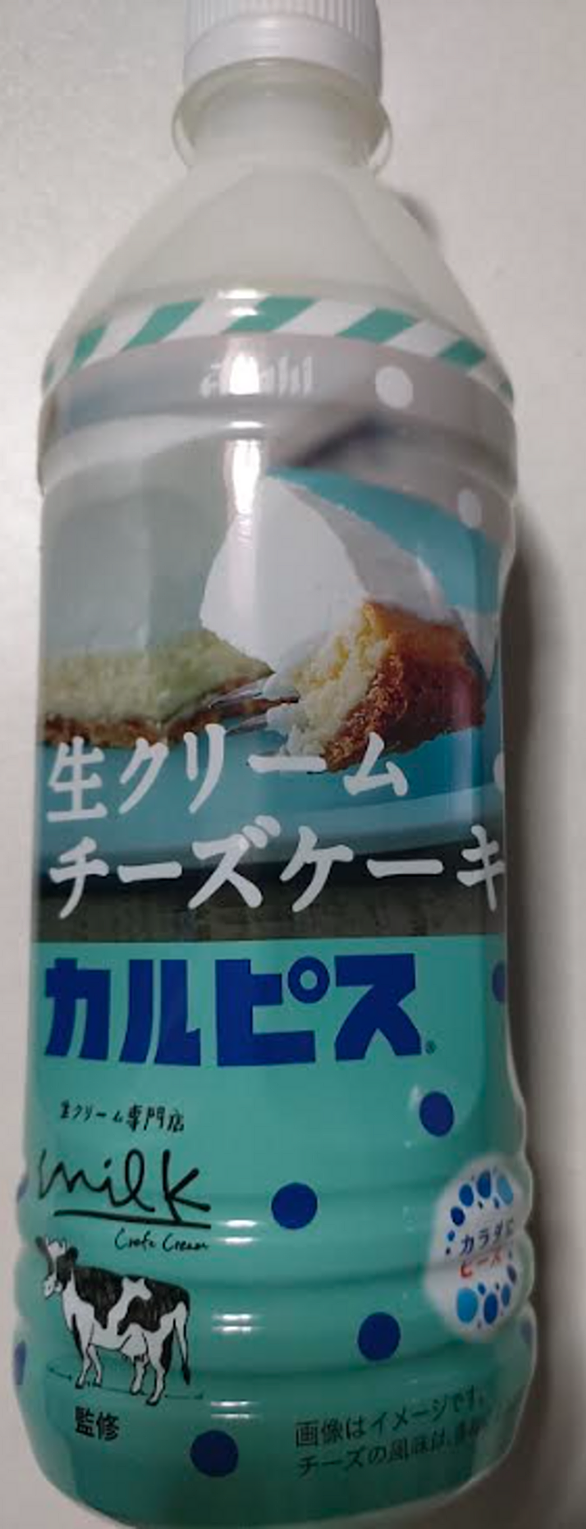 Asahi
生クリーム
チーズケーキ
カルピス®
生クリーム専門店
milk
Craft Cream
カラダに
ピース
監修
画像はイメージです。
チーズの風味は